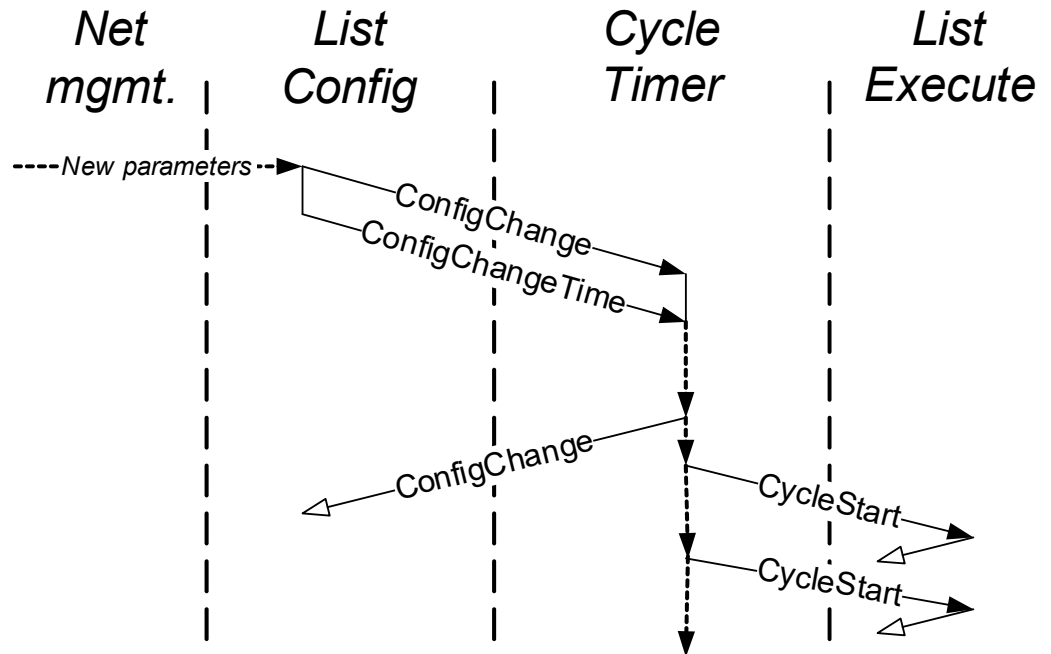 Net
mgmt.
List
Config
Cycle
Timer
List
Execute
New parameters
ConfigChange
ConfigChangeTime
ConfigChange
CycleStart
CycleStart